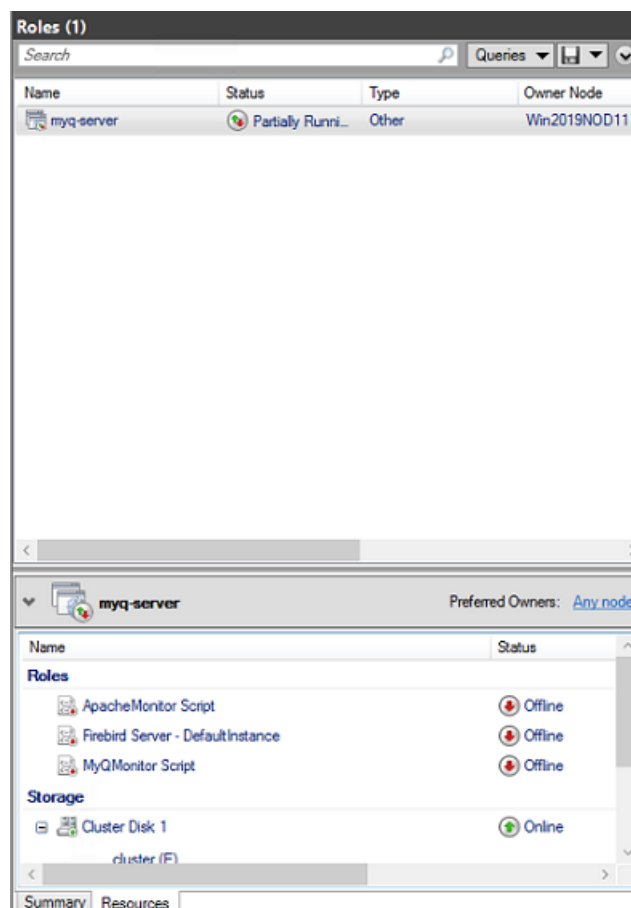 Roles (1)
Search Queries
Name Status Type Owner Node
myq-server Partially Runni... Other Win2019NOD11
myq-server Preferred Owners: Any node
Name Status
Roles
ApacheMonitor Script Offline
Firebird Server - DefaultInstance Offline
MyQMonitor Script Offline
Storage
Cluster Disk 1 Online
cluster (E)
Summary Resources